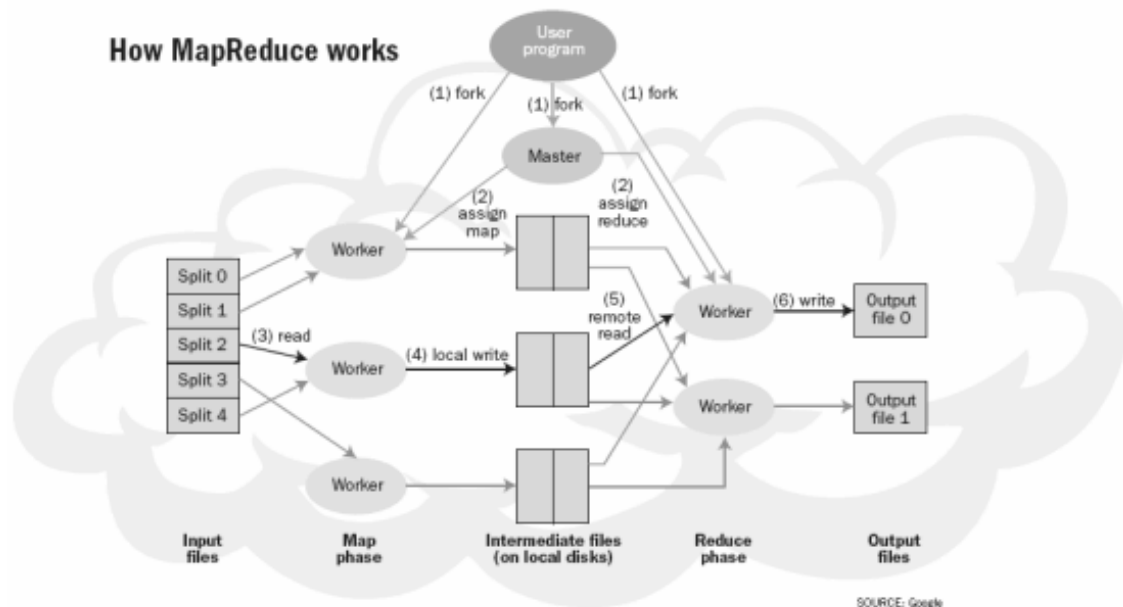 How MapReduce works
User
program
(1) fork
(1) fork
(1) fork
Master
(2)
assign
map
(2)
assign
reduce
Worker
Split 0
Split 1
Split 2
Split 3
Split 4
(3) read
Worker
(4) local write
(5)
remote
read
Worker
(6) write
Output
file 0
Worker
Output
file 1
Worker
Input
files
Map
phase
Intermediate files
(on local disks)
Reduce
phase
Output
files
SOURCE: Google